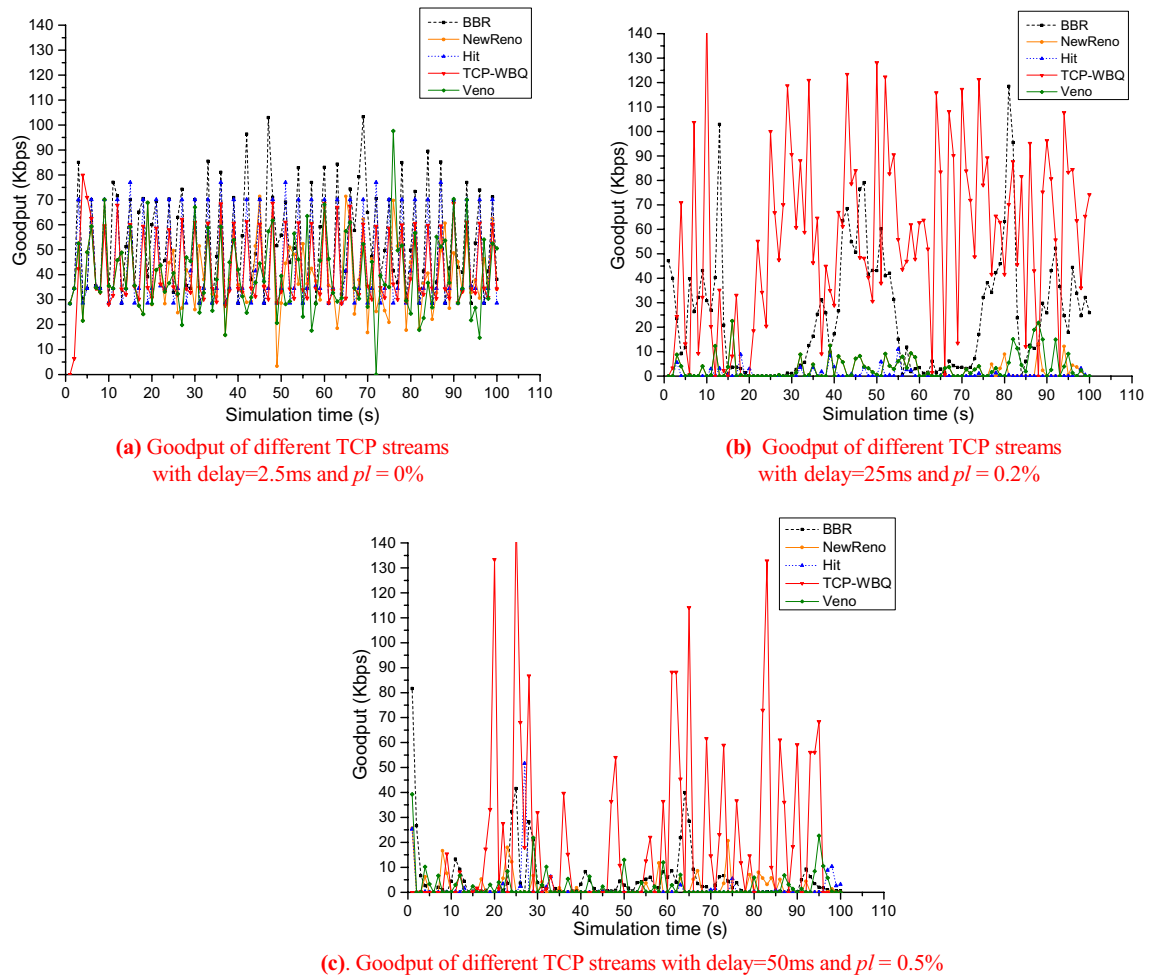 140
130
120
110
100
90
80
70
60
50
40
30
20
10
0
Goodput (Kbps)
BBR
NewReno
Hit
TCP-WBQ
Veno
0 10 20 30 40 50 60 70 80 90 100 110
Simulation time (s)
(a) Goodput of different TCP streams
with delay=2.5ms and pl = 0%
140
130
120
110
100
90
80
70
60
50
40
30
20
10
0
Goodput (Kbps)
BBR
NewReno
Hit
TCP-WBQ
Veno
0 10 20 30 40 50 60 70 80 90 100 110
Simulation time (s)
(b) Goodput of different TCP streams
with delay=25ms and pl = 0.2%
140
130
120
110
100
90
80
70
60
50
40
30
20
10
0
Goodput (Kbps)
BBR
NewReno
Hit
TCP-WBQ
Veno
0 10 20 30 40 50 60 70 80 90 100 110
Simulation time (s)
(c). Goodput of different TCP streams with delay=50ms and pl = 0.5%